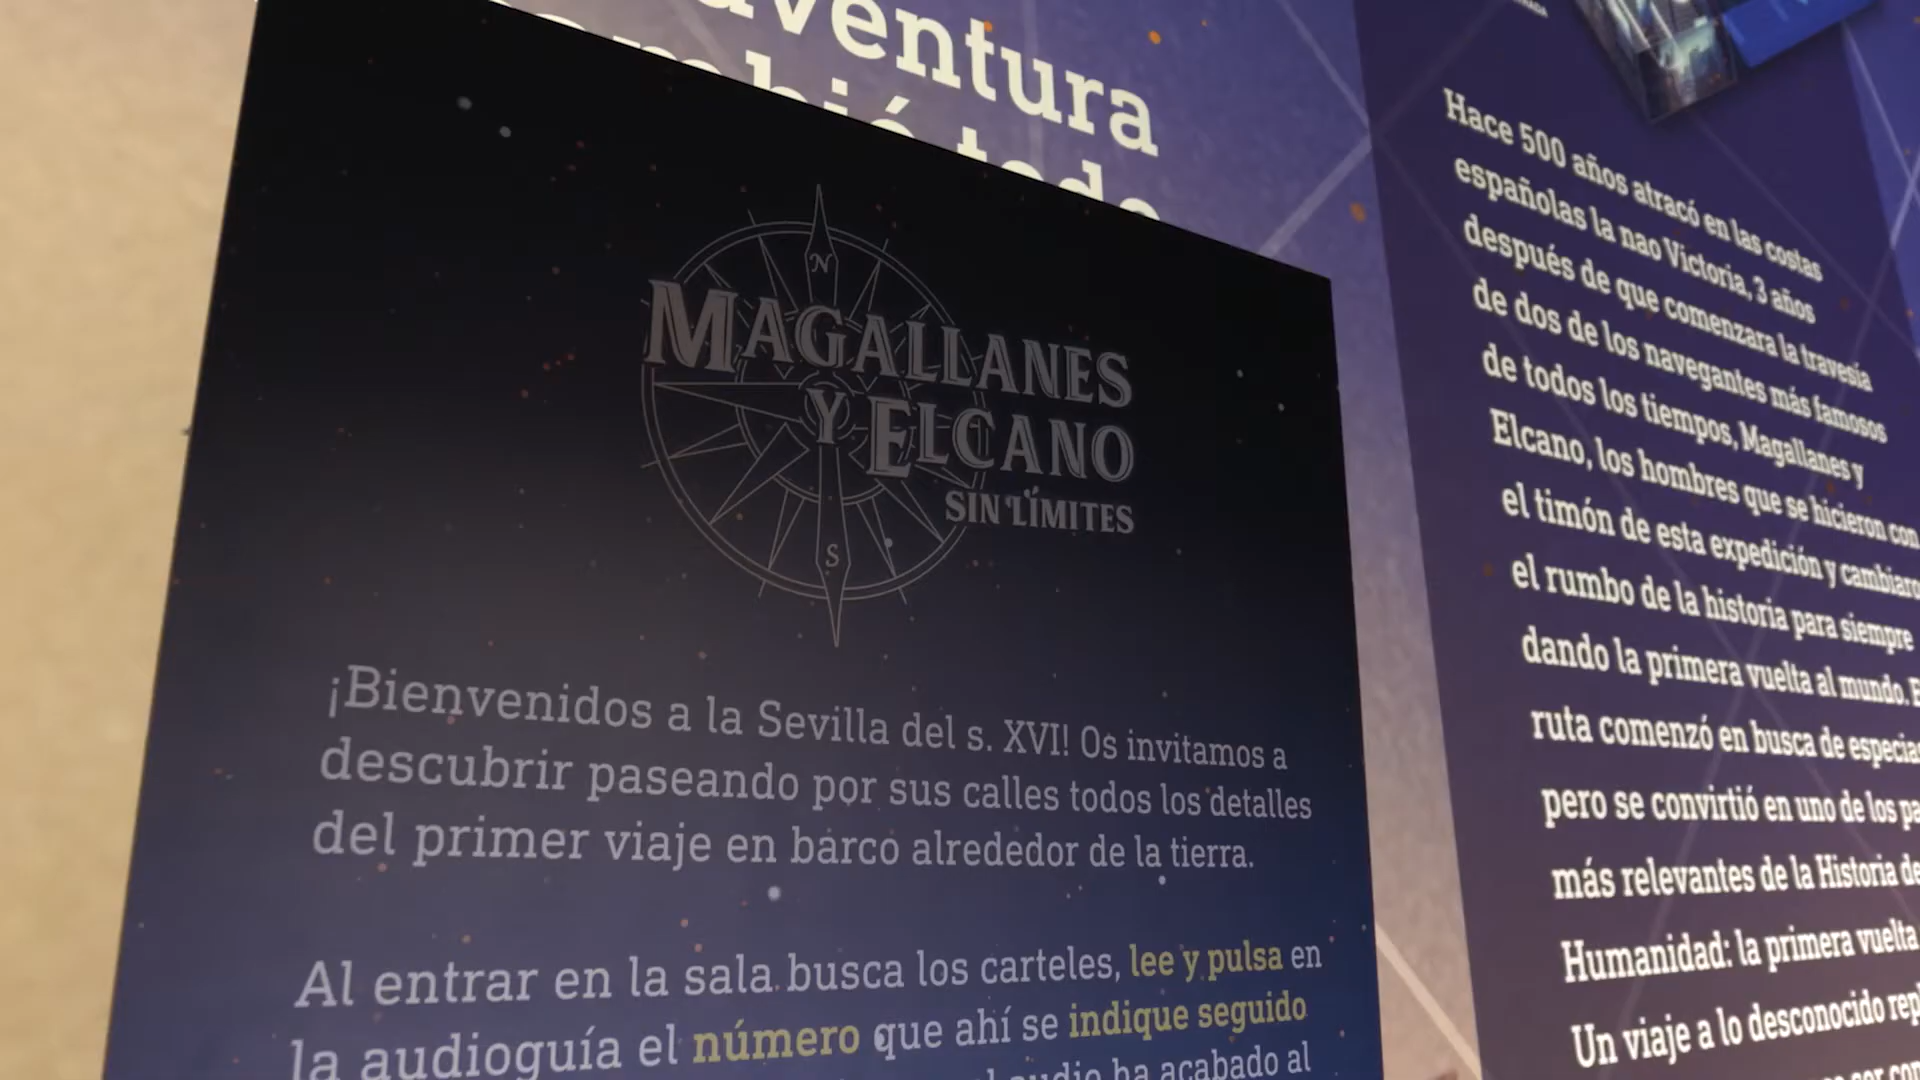 ventura
N
MAGALLANES
Y ELCANO
SIN LÍMITES
S
¡Bienvenidos a la Sevilla del s. XVI! Os invitamos a
descubrir paseando por sus calles todos los detalles
del primer viaje en barco alrededor de la tierra.
Al entrar en la sala busca los carteles, lee y pulsa en
la audioguía el número que ahí se indique seguido
audio ha acabado al
Hace 500 años atracó en las costas
españolas la nao Victoria, 3 años
después de que comenzara la travesía
de dos de los navegantes más famosos
de todos los tiempos, Magallanes y
Elcano, los hombres que se hicieron con
el timón de esta expedición y cambiaro
el rumbo de la historia para siempre
dando la primera vuelta al mundo. E
ruta comenzó en busca de especias
pero se convirtió en uno de los pa
más relevantes de la Historia de
Humanidad: la primera vuelta
Un viaje a lo desconocido rep